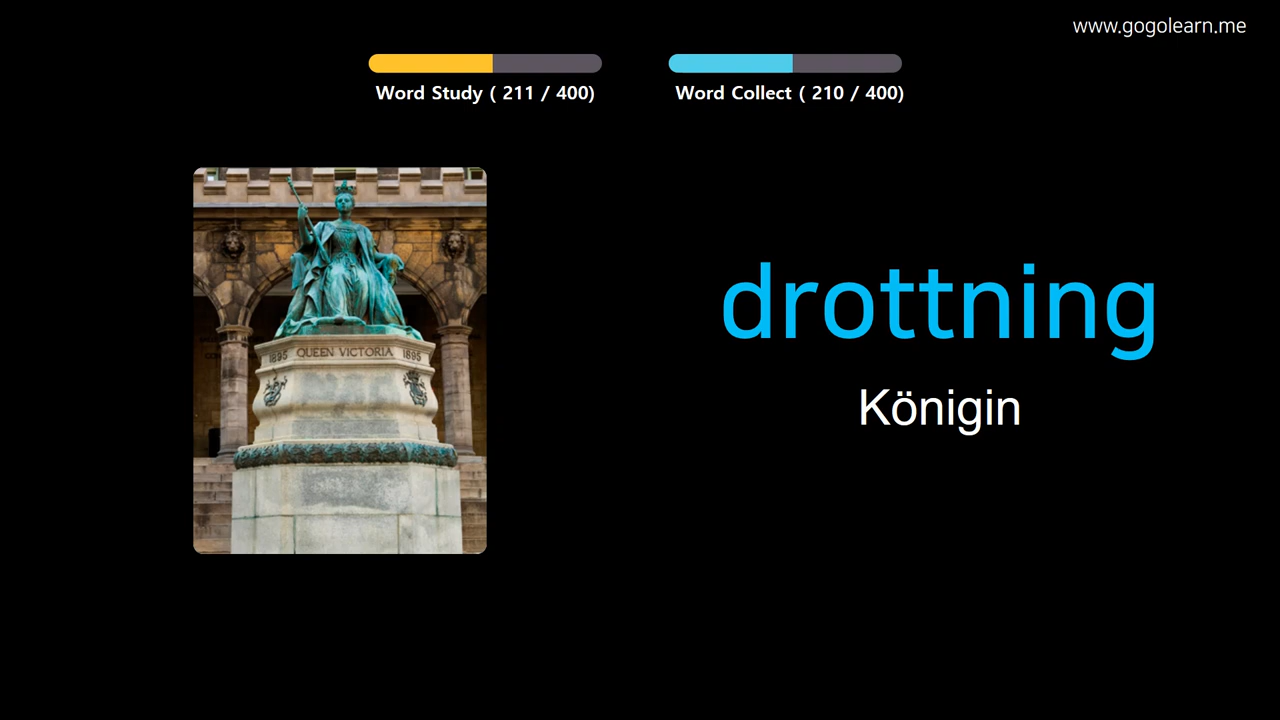 www.gogolearn.me
Word Study ( 211 / 400)
Word Collect ( 210 / 400)
1895 QUEEN VICTORIA 1895
drottning
Königin